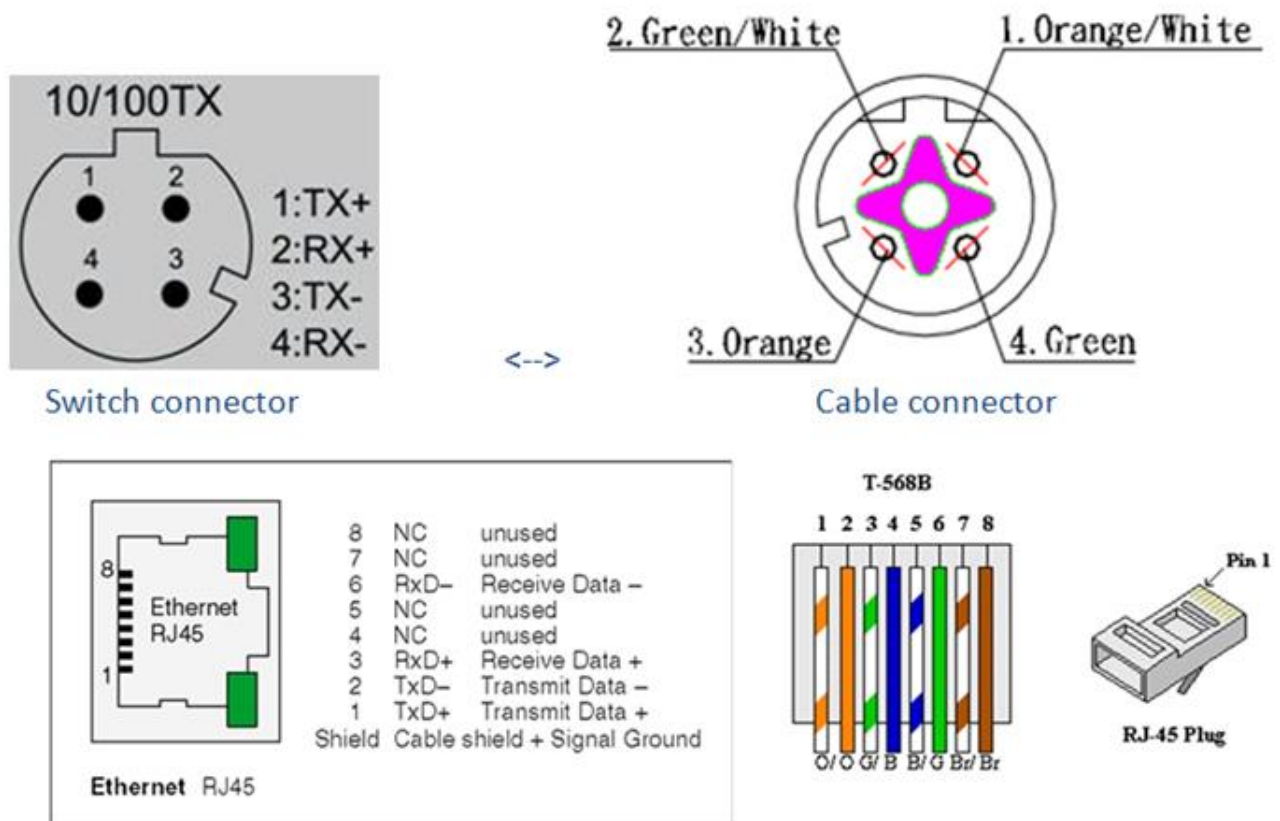 2.Green/White
1.Orange/White
10/100TX
1
2
4
3
1:TX+
2:RX+
3:TX-
4:RX-
3.Orange
4.Green
<-->
Switch connector
Cable connector
8
1
Ethernet
RJ45
8 NC unused
7 NC unused
6 RxD– Receive Data –
5 NC unused
4 NC unused
3 RxD+ Receive Data +
2 TxD– Transmit Data –
1 TxD+ Transmit Data +
Shield Cable shield + Signal Ground
Ethernet RJ45
T-568B
1 2 3 4 5 6 7 8
O/ O G/ B B/ G Br/ Br
Pin 1
RJ-45 Plug